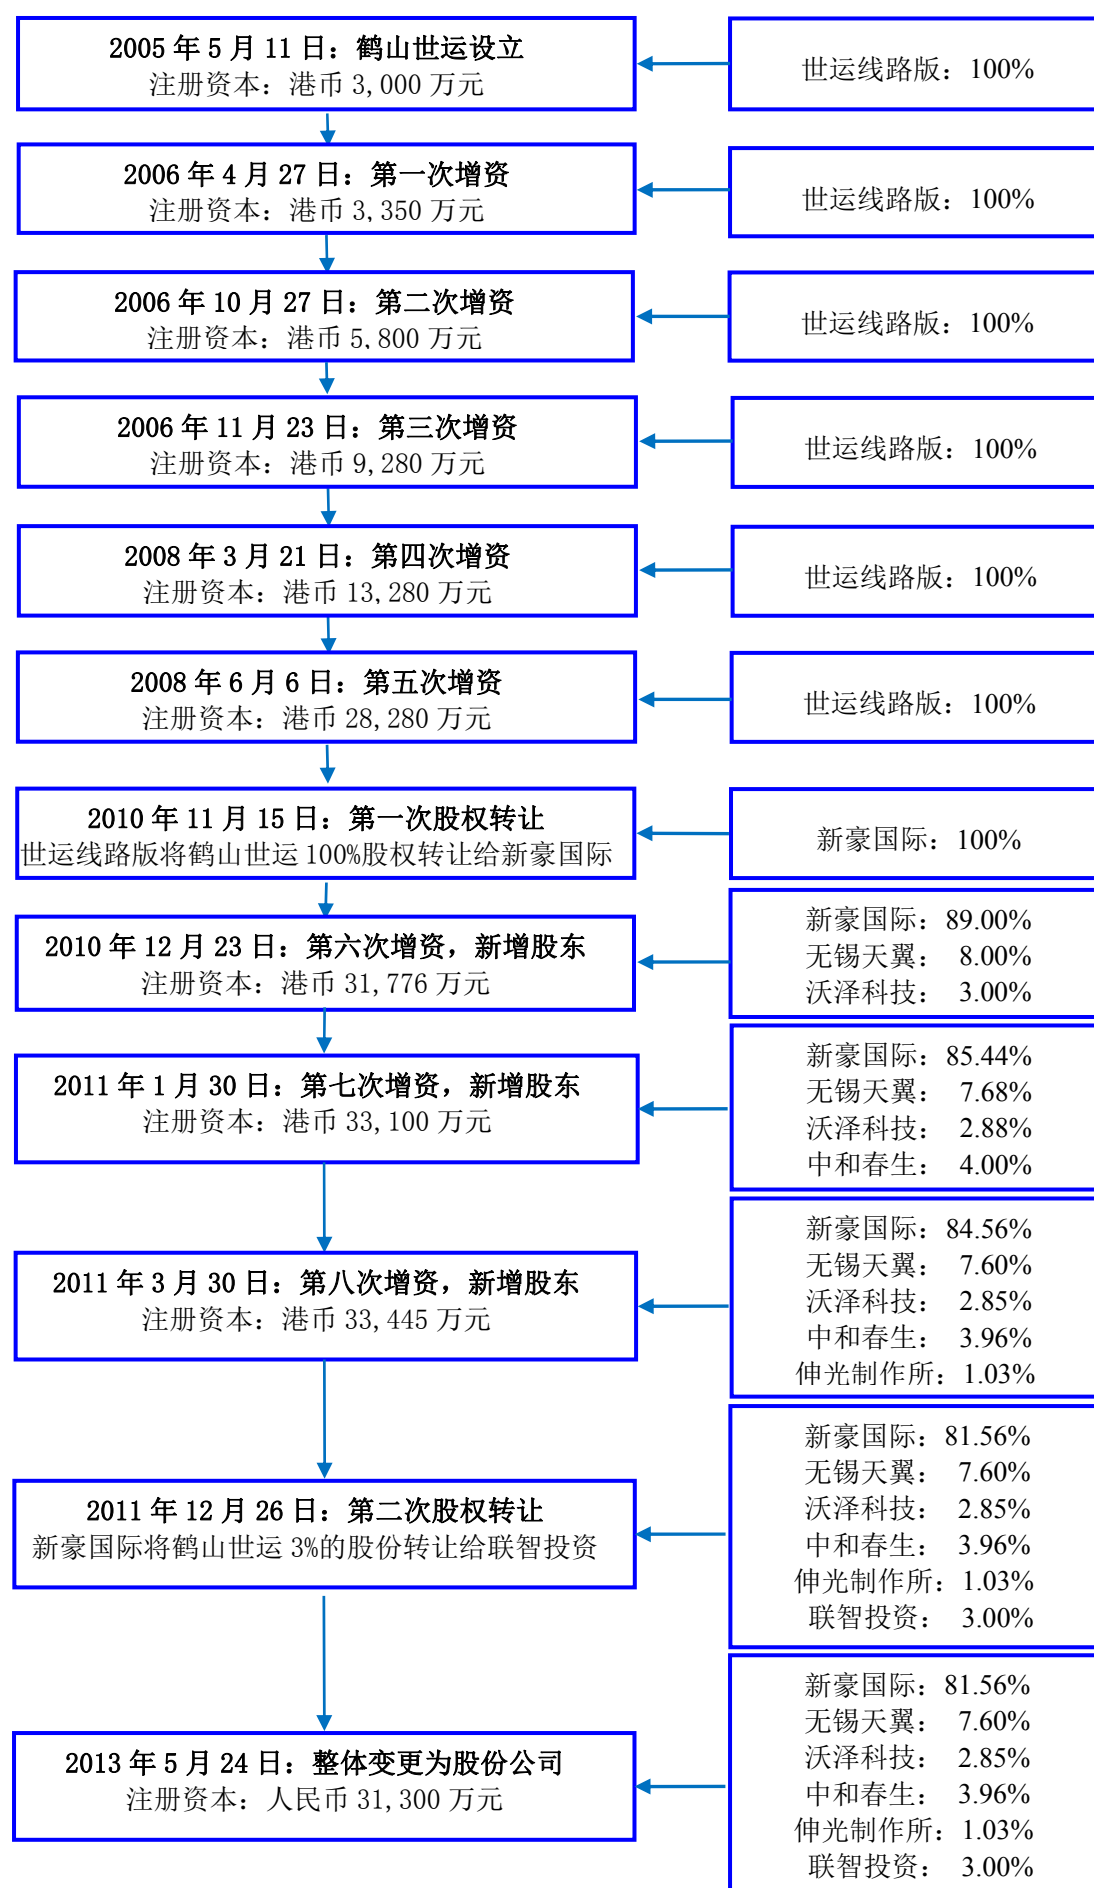 2005 年 5 月 11 日：鹤山世运设立
注册资本：港币 3,000 万元
世运线路版：100%
2006 年 4 月 27 日：第一次增资
注册资本：港币 3,350 万元
世运线路版：100%
2006 年 10 月 27 日：第二次增资
注册资本：港币 5,800 万元
世运线路版：100%
2006 年 11 月 23 日：第三次增资
注册资本：港币 9,280 万元
世运线路版：100%
2008 年 3 月 21 日：第四次增资
注册资本：港币 13,280 万元
世运线路版：100%
2008 年 6 月 6 日：第五次增资
注册资本：港币 28,280 万元
世运线路版：100%
2010 年 11 月 15 日：第一次股权转让
世运线路版将鹤山世运 100%股权转让给新豪国际
新豪国际：100%
2010 年 12 月 23 日：第六次增资，新增股东
注册资本：港币 31,776 万元
新豪国际：89.00%
无锡天翼： 8.00%
沃泽科技： 3.00%
2011 年 1 月 30 日：第七次增资，新增股东
注册资本：港币 33,100 万元
新豪国际：85.44%
无锡天翼： 7.68%
沃泽科技： 2.88%
中和春生： 4.00%
2011 年 3 月 30 日：第八次增资，新增股东
注册资本：港币 33,445 万元
新豪国际：84.56%
无锡天翼： 7.60%
沃泽科技： 2.85%
中和春生： 3.96%
伸光制作所：1.03%
2011 年 12 月 26 日：第二次股权转让
新豪国际将鹤山世运 3%的股份转让给联智投资
新豪国际：81.56%
无锡天翼： 7.60%
沃泽科技： 2.85%
中和春生： 3.96%
伸光制作所：1.03%
联智投资： 3.00%
2013 年 5 月 24 日：整体变更为股份公司
注册资本：人民币 31,300 万元
新豪国际：81.56%
无锡天翼： 7.60%
沃泽科技： 2.85%
中和春生： 3.96%
伸光制作所：1.03%
联智投资： 3.00%